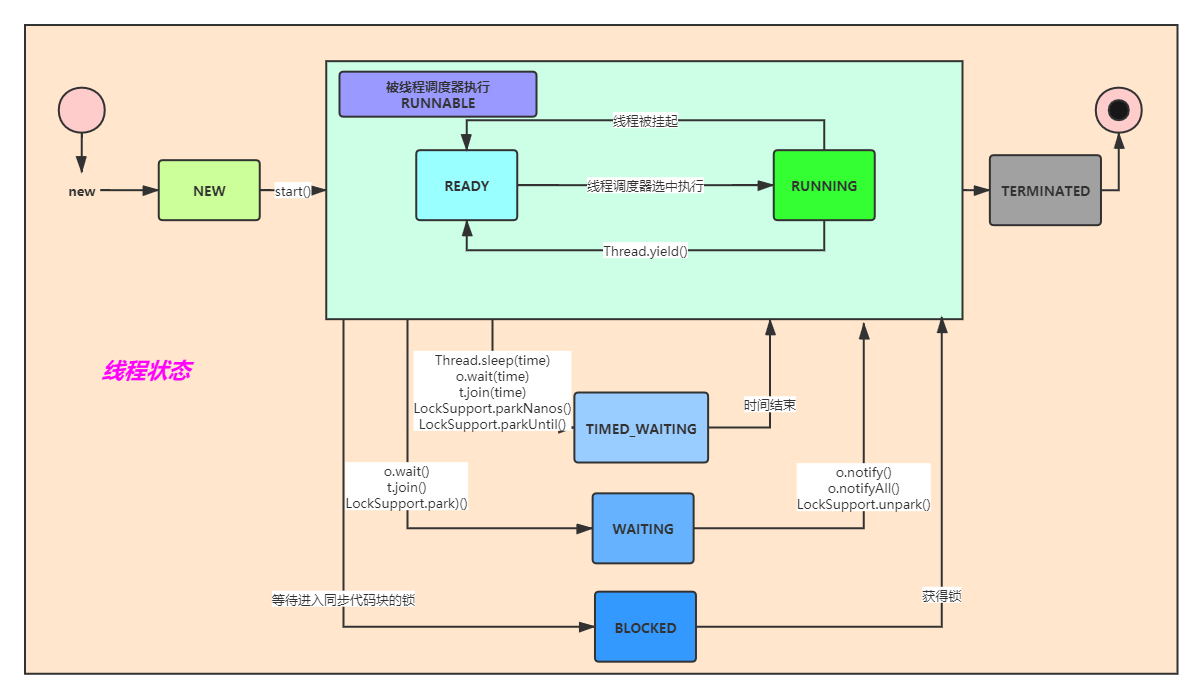 被线程调度器执行
RUNNABLE
线程被挂起
new
NEW
start()
READY
线程调度器选中执行
RUNNING
TERMINATED
Thread.yield()
线程状态
Thread.sleep(time)
o.wait(time)
t.join(time)
LockSupport.parkNanos()
LockSupport.parkUntil()
TIMED_WAITING
时间结束
o.wait()
t.join()
LockSupport.park)()
WAITING
o.notify()
o.notifyAll()
LockSupport.unpark()
等待进入同步代码块的锁
BLOCKED
获得锁